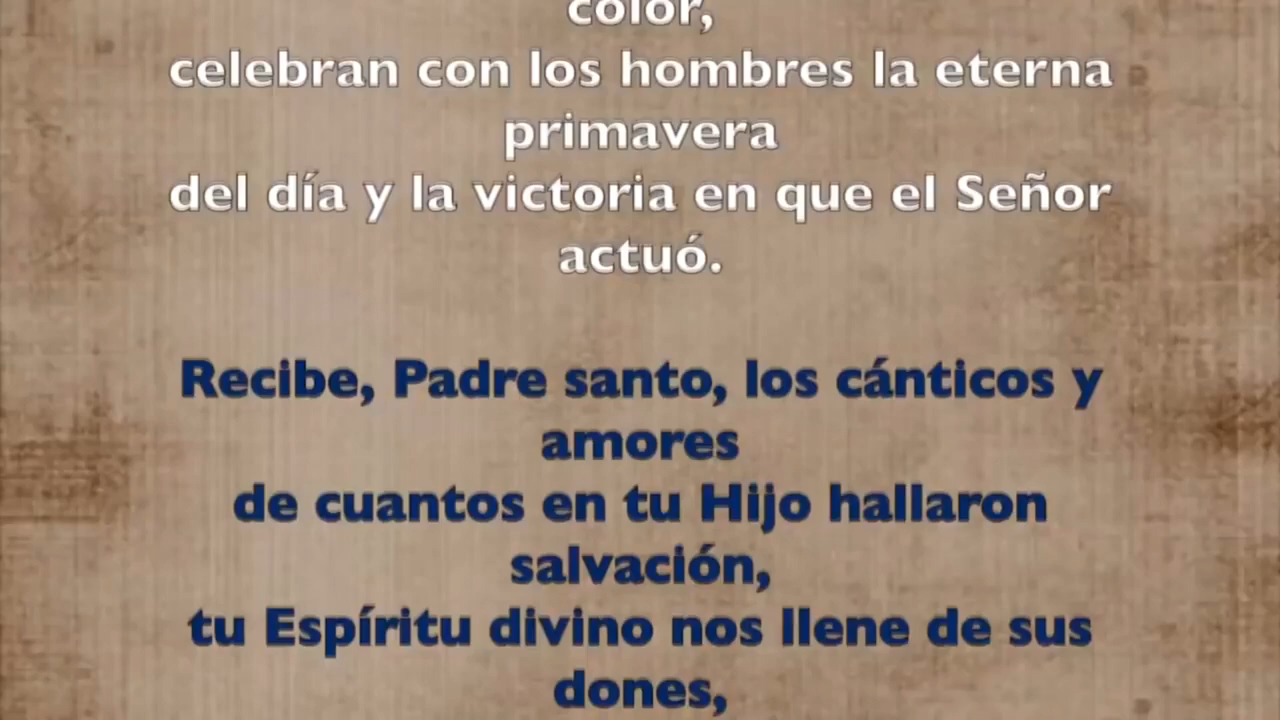 color,
celebran con los hombres la eterna
primavera
del día y la victoria en que el Señor
actuó.
Recibe, Padre santo, los cánticos y
amores
de cuantos en tu Hijo hallaron
salvación,
tu Espíritu divino nos llene de sus
dones,